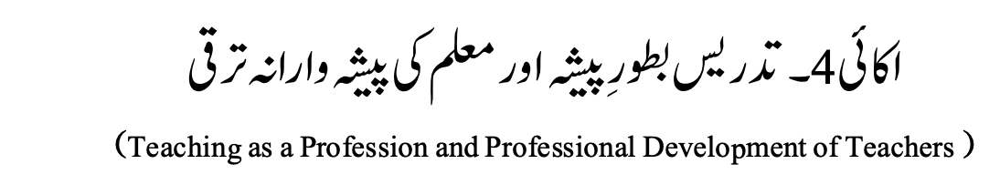 اکائی 4۔ تدریس بطورِ پیشہ اور معلم کی پیشہ وارانہ ترقی
(Teaching as a Profession and Professional Development of Teachers )